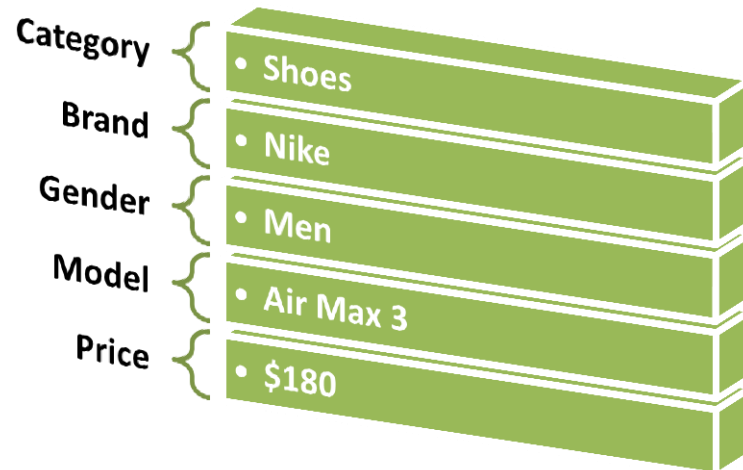 Category
• Shoes
Brand
• Nike
Gender
• Men
Model
• Air Max 3
Price
• $180